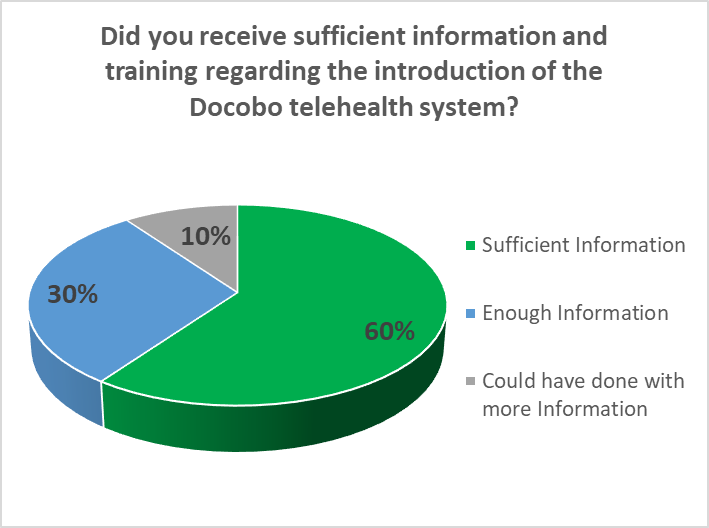 Did you receive sufficient information and
training regarding the introduction of the
Docobo telehealth system?
10%
30%
60%
Sufficient Information
Enough Information
Could have done with
more Information